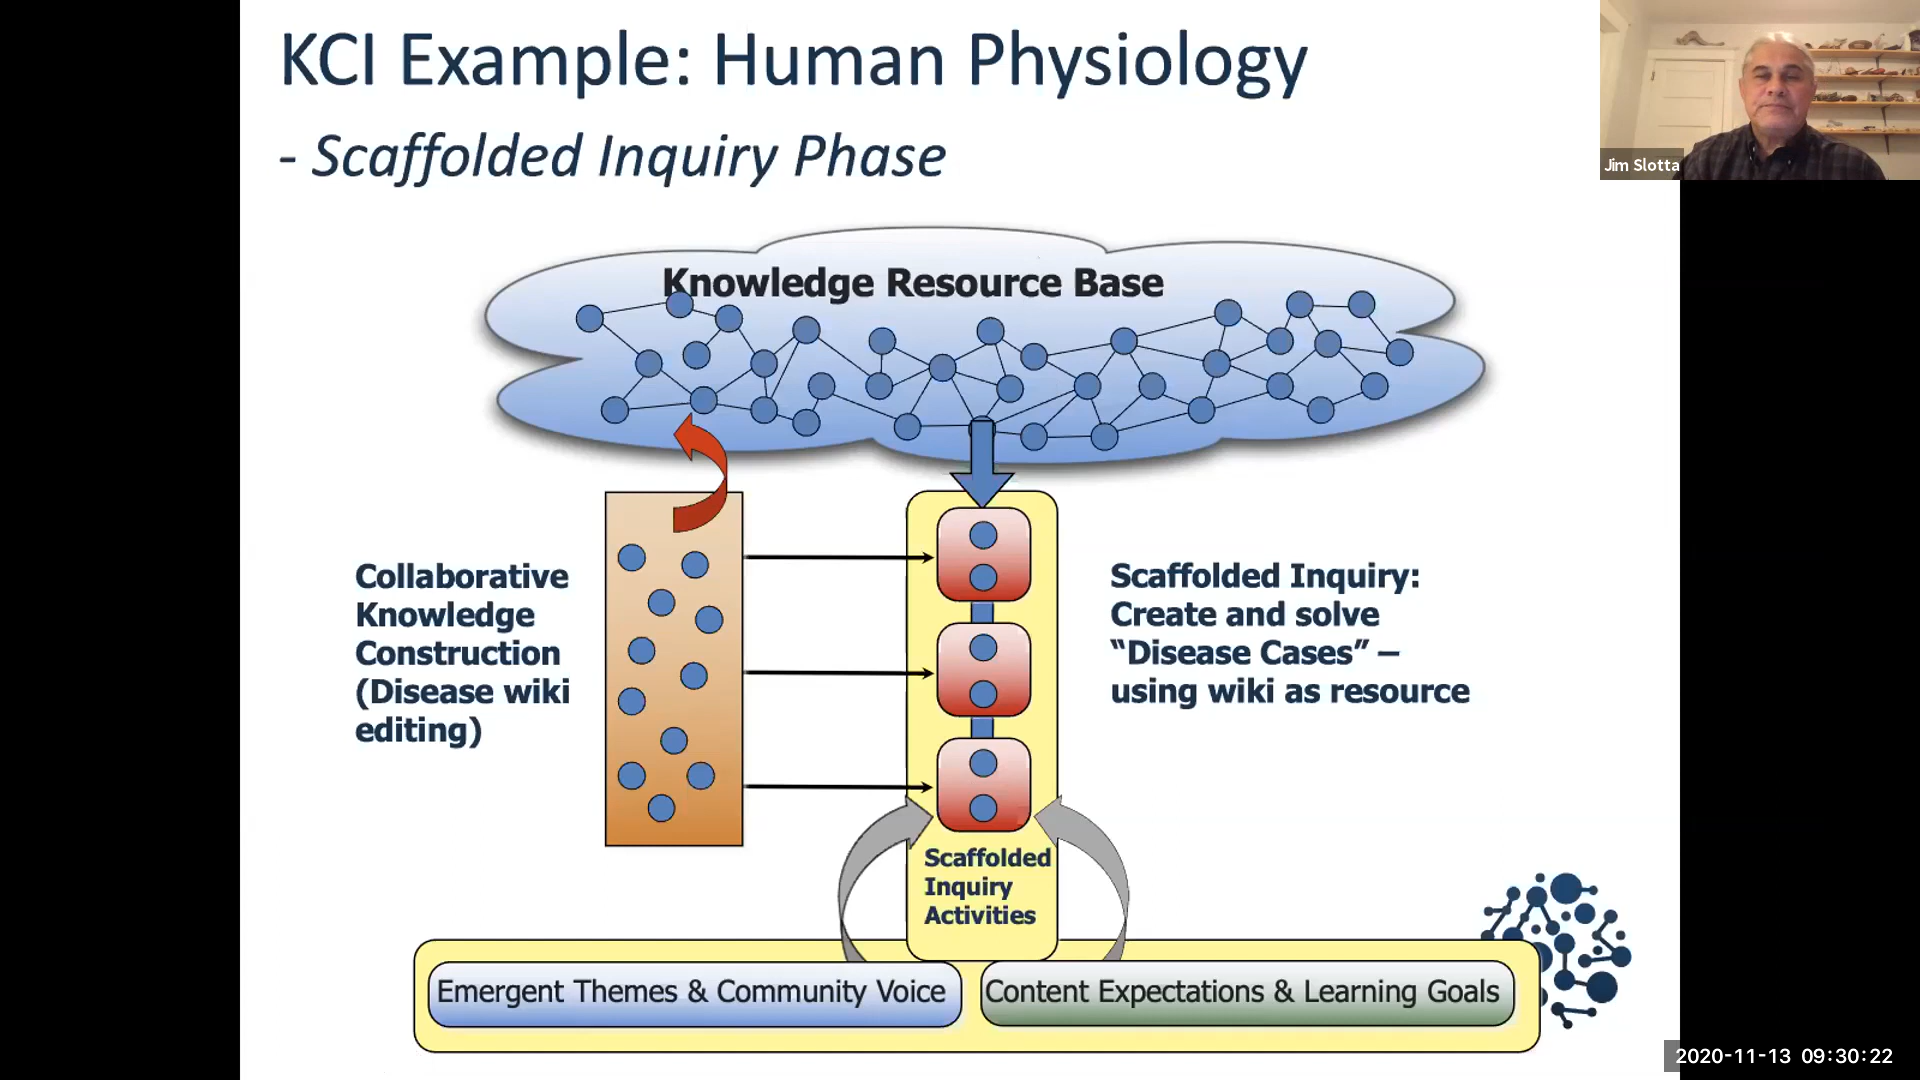 KCI Example: Human Physiology
- Scaffolded Inquiry Phase
Jim Slotta
Knowledge Resource Base
Collaborative
Knowledge
Construction
(Disease wiki
editing)
Scaffolded Inquiry:
Create and solve
“Disease Cases” –
using wiki as resource
Scaffolded
Inquiry
Activities
Emergent Themes & Community Voice
Content Expectations & Learning Goals
2020-11-13 09:30:22